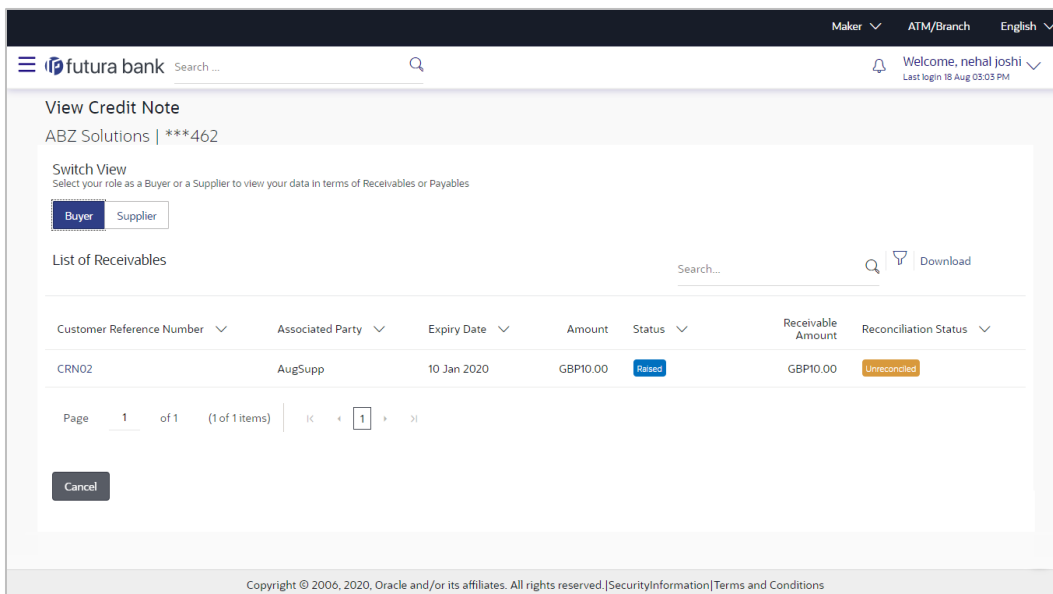 Maker ATM/Branch English
futura bank Search ... Welcome, nehal joshi
Last login 18 Aug 03:03 PM
View Credit Note
ABZ Solutions | ***462
Switch View
Select your role as a Buyer or a Supplier to view your data in terms of Receivables or Payables
Buyer Supplier
List of Receivables Search... Download
Customer Reference Number Associated Party Expiry Date Amount Status Receivable Amount Reconciliation Status
CRN02 AugSupp 10 Jan 2020 GBP10.00 Raised GBP10.00 Unreconciled
Page 1 of 1 (1 of 1 items) 1
Cancel
Copyright © 2006, 2020, Oracle and/or its affiliates. All rights reserved.|SecurityInformation|Terms and Conditions